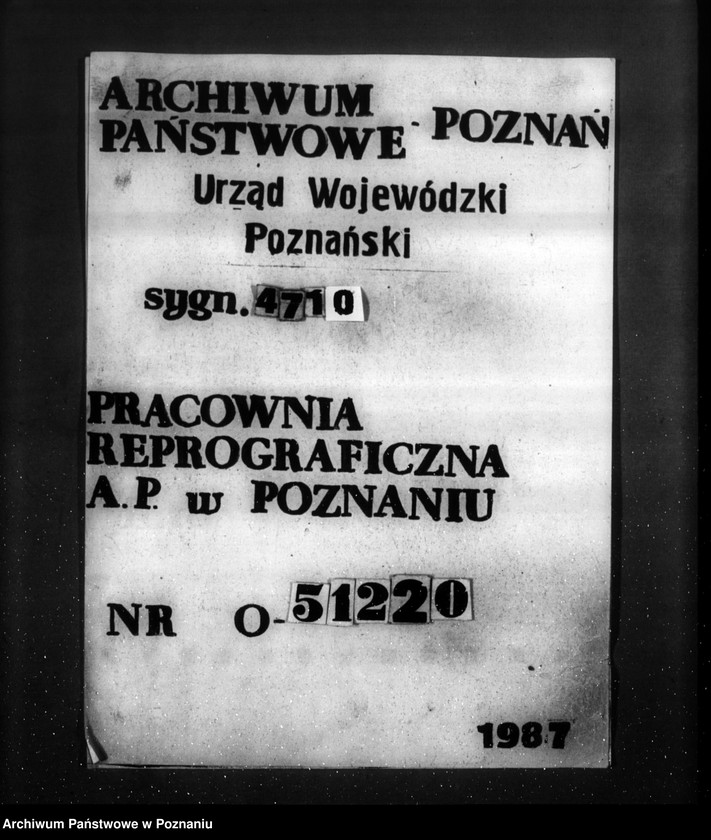 ARCHIWUM
PAŃSTWOWE - POZNAŃ
Urząd Wojewódzki
Poznański
sygn. 4710
PRACOWNIA
REPROGRAFICZNA
A.P. w POZNANIU
NR O-51220
1987
Archiwum Państwowe w Poznaniu